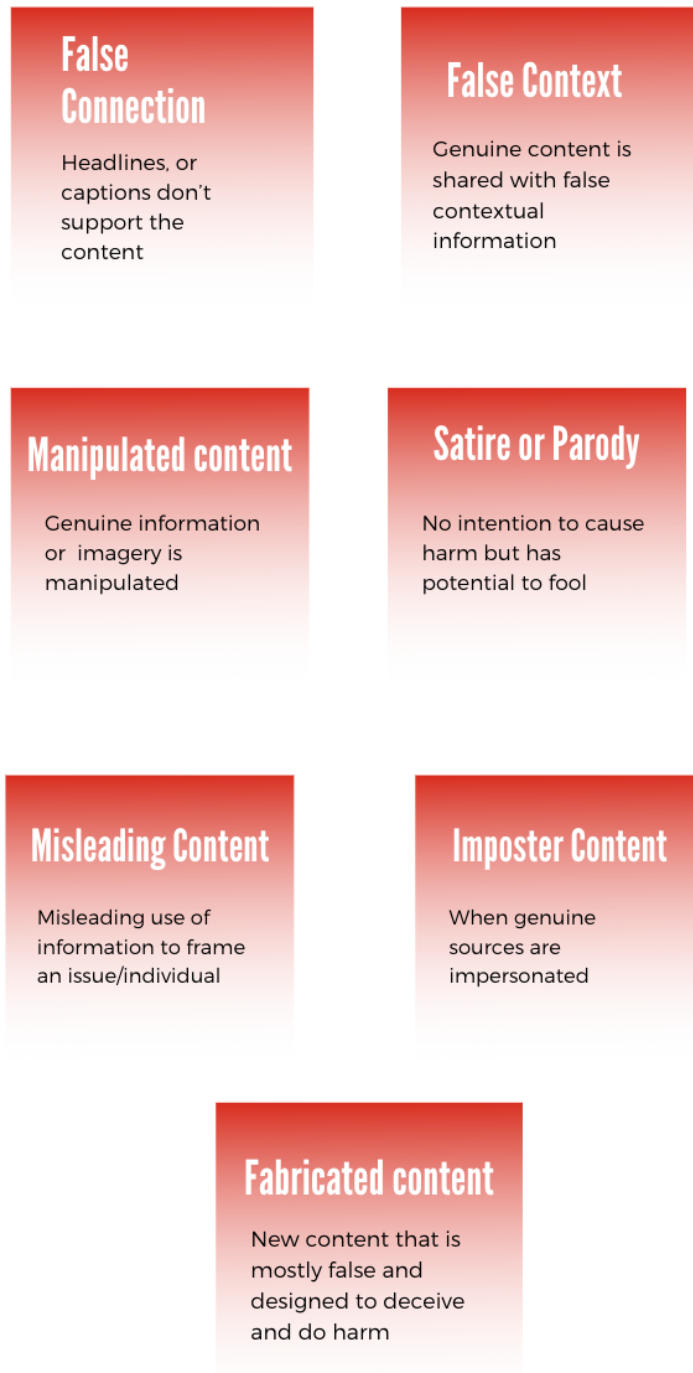 False
Connection
Headlines, or
captions don't
support the
content
False Context
Genuine content is
shared with false
contextual
information
Manipulated content
Genuine information
or imagery is
manipulated
Satire or Parody
No intention to cause
harm but has
potential to fool
Misleading Content
Misleading use of
information to frame
an issue/individual
Imposter Content
When genuine
sources are
impersonated
Fabricated content
New content that is
mostly false and
designed to deceive
and do harm